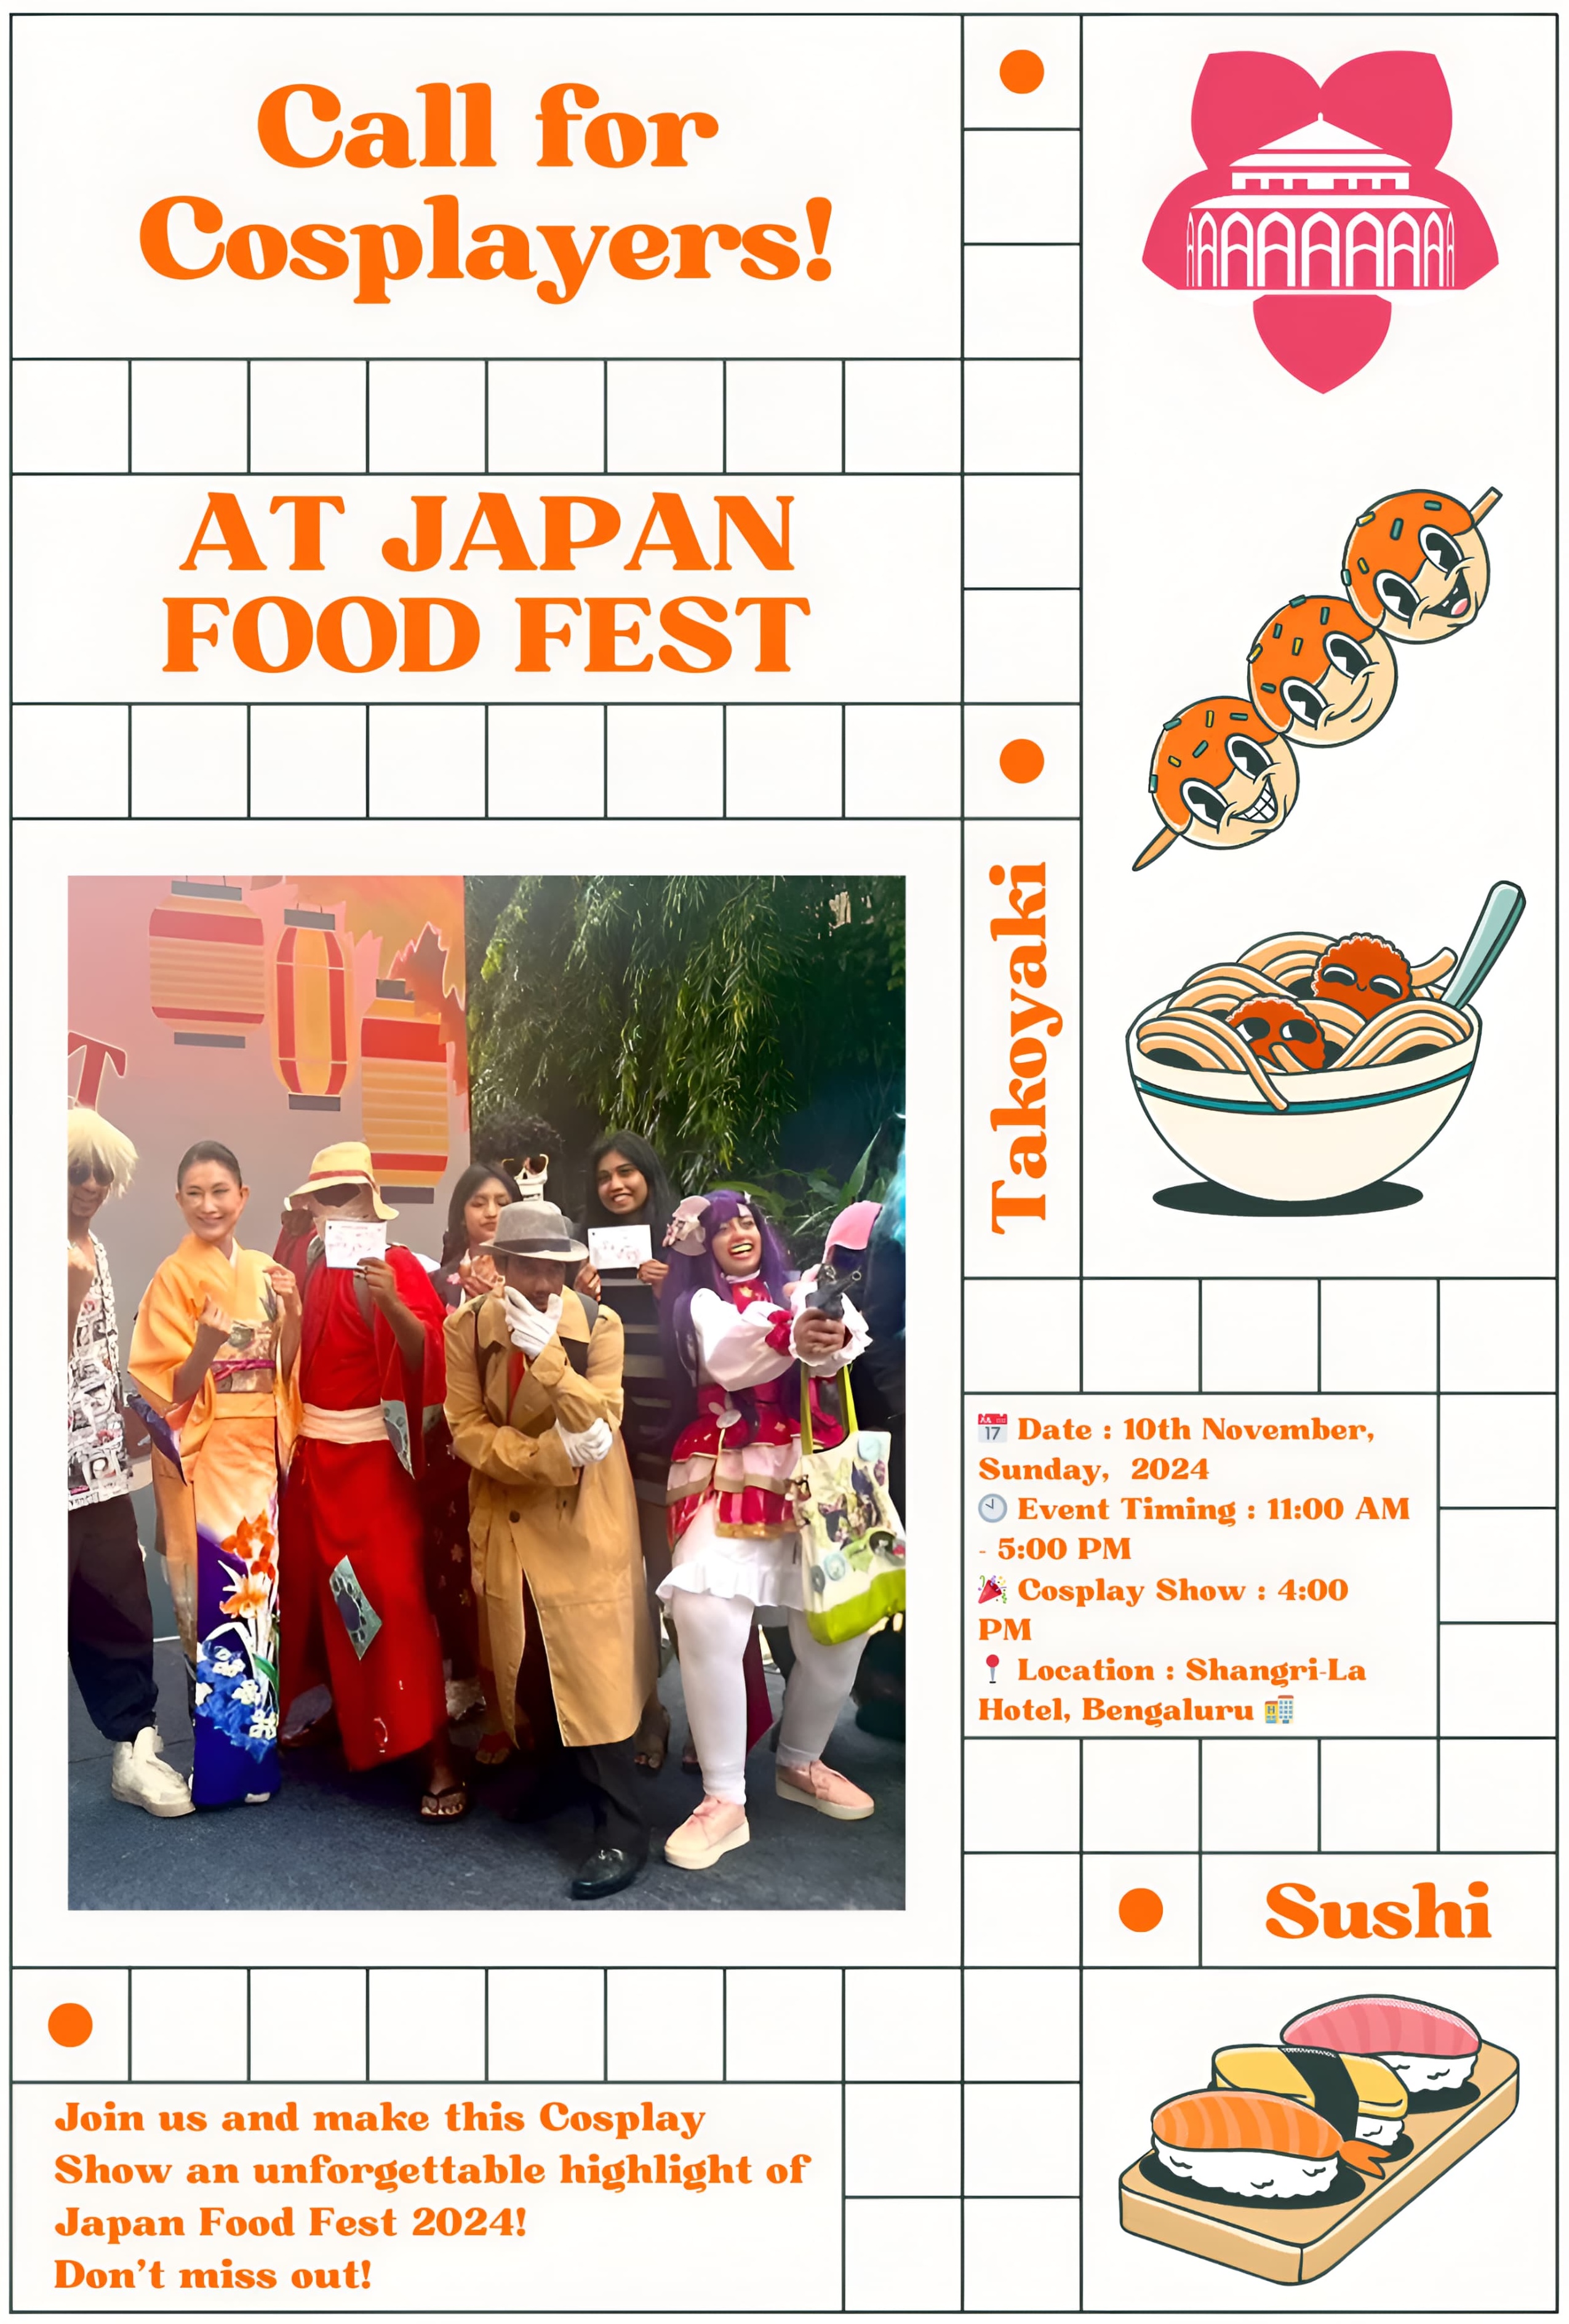 Call for
Cosplayers!
AT JAPAN
FOOD FEST
Takoyaki
📅 Date : 10th November,
Sunday, 2024
🕙 Event Timing : 11:00 AM
- 5:00 PM
🎉 Cosplay Show : 4:00
PM
📍 Location : Shangri-La
Hotel, Bengaluru 🏨
Sushi
Join us and make this Cosplay
Show an unforgettable highlight of
Japan Food Fest 2024!
Don't miss out!